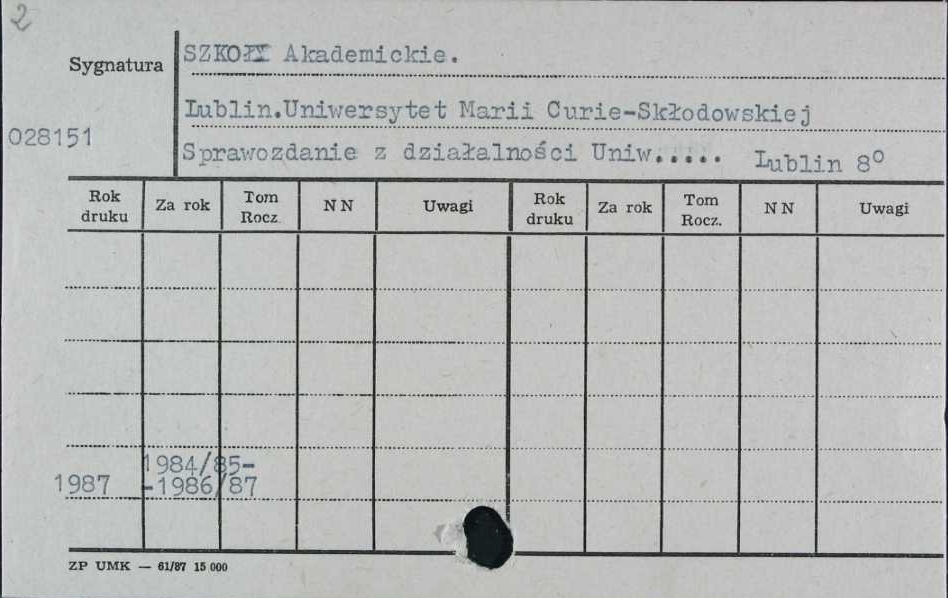 2
Sygnatura
SZKOŁY Akademickie.
Lublin.Uniwersytet Marii Curie-Skłodowskiej
028151
Sprawozdanie z działalności Uniw..... Lublin 8º
Rok druku Za rok Tom Rocz. N N Uwagi Rok druku Za rok Tom Rocz. N N Uwagi
1984/85-
1987 -1986/87
ZP UMK — 61/87 15 000